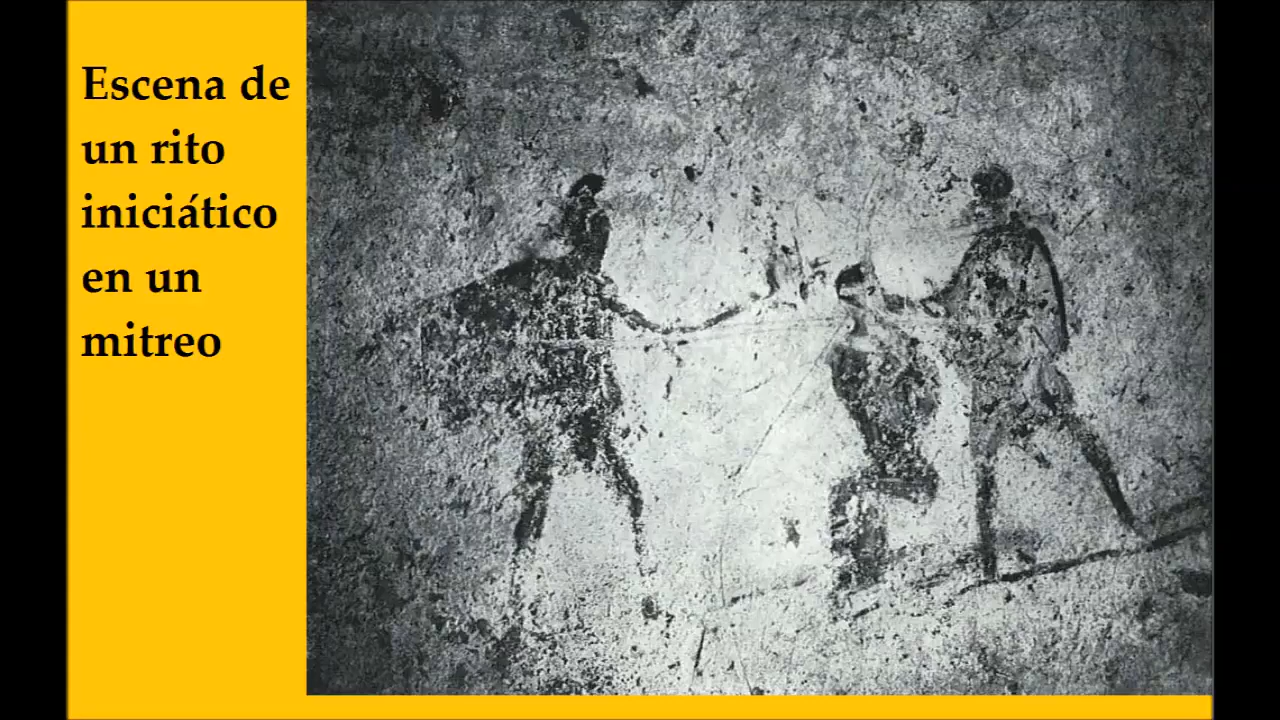 Escena de
un rito
iniciático
en un
mitreo